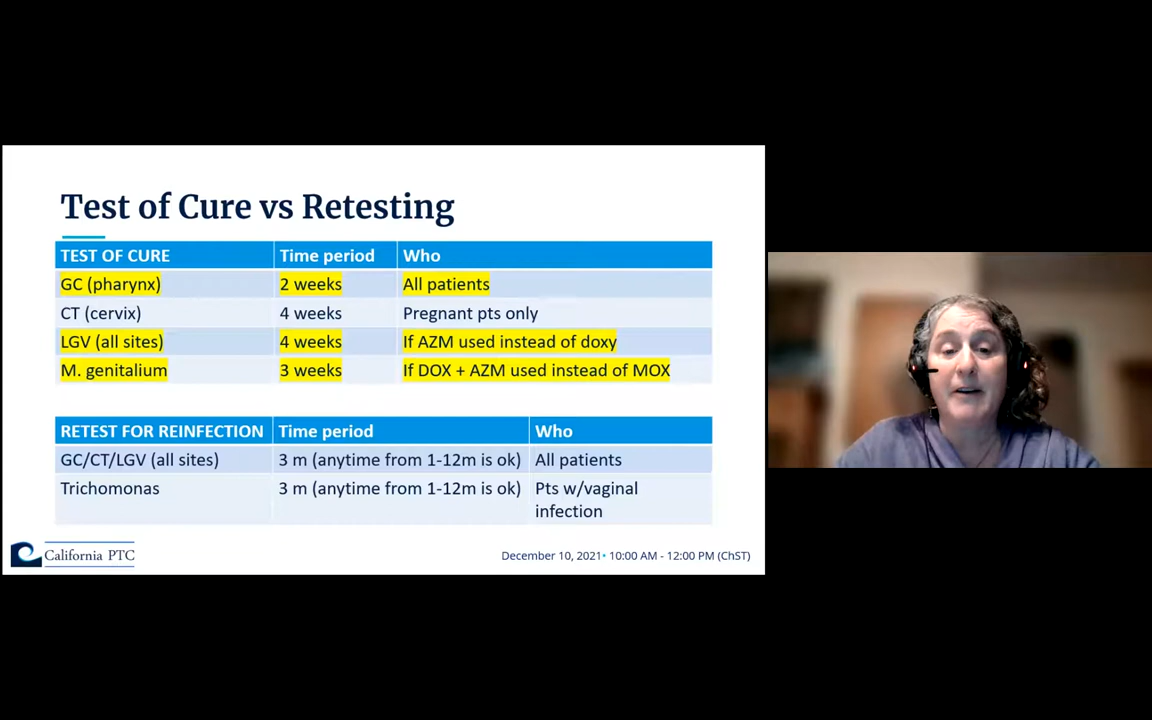 Test of Cure vs Retesting
TEST OF CURE Time period Who
GC (pharynx) 2 weeks All patients
CT (cervix) 4 weeks Pregnant pts only
LGV (all sites) 4 weeks If AZM used instead of doxy
M. genitalium 3 weeks If DOX + AZM used instead of MOX
RETEST FOR REINFECTION Time period Who
GC/CT/LGV (all sites) 3 m (anytime from 1-12m is ok) All patients
Trichomonas 3 m (anytime from 1-12m is ok) Pts w/vaginal
infection
California PTC December 10, 2021• 10:00 AM - 12:00 PM (ChST)